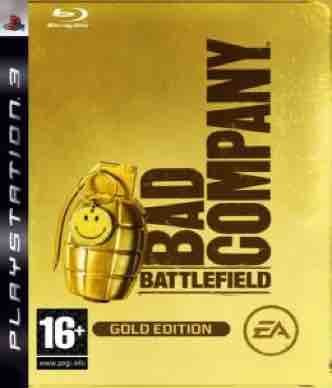 Blu-ray Disc
PLAYSTATION 3
BAD
COMPANY
BATTLEFIELD
GOLD EDITION
16+
www.pegi.info
EA